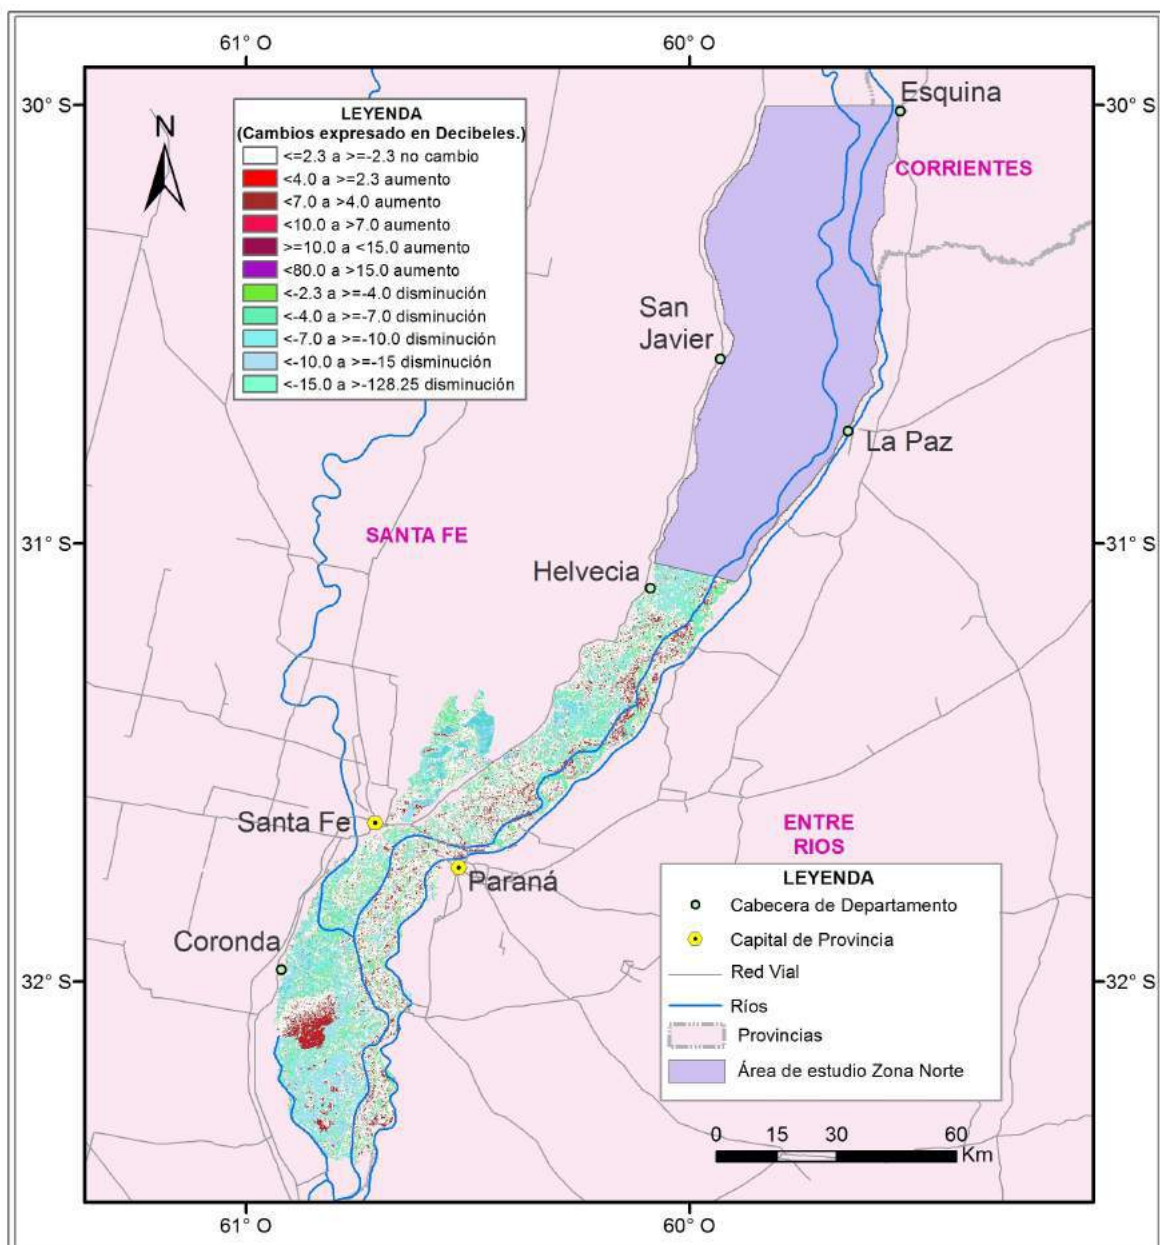 61° O
60° O
30° S
30° S
Esquina
LEYENDA
(Cambios expresado en Decibeles.)
<=2.3 a >=-2.3 no cambio
<4.0 a >=2.3 aumento
<7.0 a >4.0 aumento
<10.0 a >7.0 aumento
>=10.0 a <15.0 aumento
<80.0 a >15.0 aumento
<-2.3 a >=-4.0 disminución
<-4.0 a >=-7.0 disminución
<-7.0 a >=-10.0 disminución
<-10.0 a >=-15 disminución
<-15.0 a >-128.25 disminución
N
CORRIENTES
San
Javier
La Paz
SANTA FE
31° S
31° S
Helvecia
Santa Fe
ENTRE
RIOS
Paraná
Coronda
LEYENDA
Cabecera de Departamento
Capital de Provincia
Red Vial
Ríos
Provincias
Área de estudio Zona Norte
32° S
32° S
0 15 30 60
Km
61° O
60° O